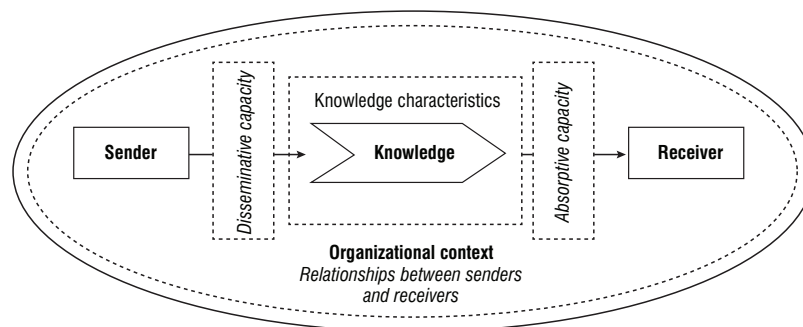 Knowledge characteristics
Sender
Disseminative capacity
Knowledge
Absorptive capacity
Receiver
Organizational context
Relationships between senders
and receivers